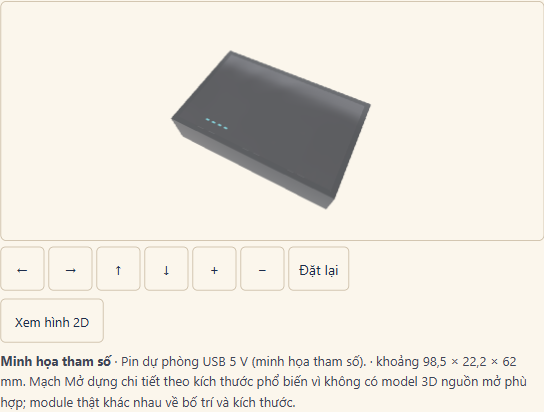 ← → ↑ ↓ + − Đặt lại
Xem hình 2D
Minh họa tham số · Pin dự phòng USB 5 V (minh họa tham số). · khoảng 98,5 × 22,2 × 62
mm. Mạch Mở dựng chi tiết theo kích thước phổ biến vì không có model 3D nguồn mở phù
hợp; module thật khác nhau về bố trí và kích thước.